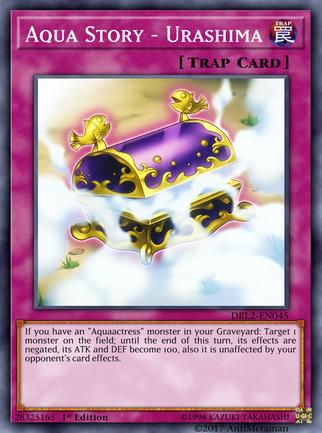 Aqua Story - Urashima
TRAP
罠
[Trap Card]
DRL2-EN045
If you have an "Aquaactress" monster in your Graveyard: Target 1
monster on the field; until the end of this turn, its effects are
negated, its ATK and DEF become 100, also it is unaffected by your
opponent's card effects.
28325165 1st Edition ©1996 KAZUKI TAKAHASHI
©2017 AntiMetaman